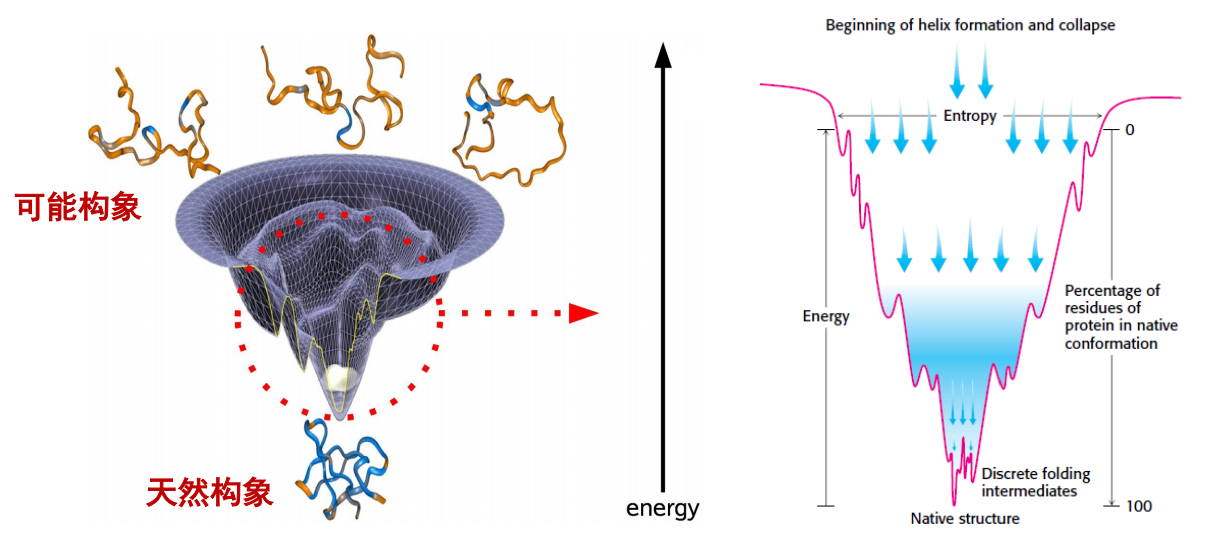 可能构象
天然构象
energy
Beginning of helix formation and collapse
Entropy
0
Energy
Percentage of
residues of
protein in native
conformation
Discrete folding
intermediates
100
Native structure